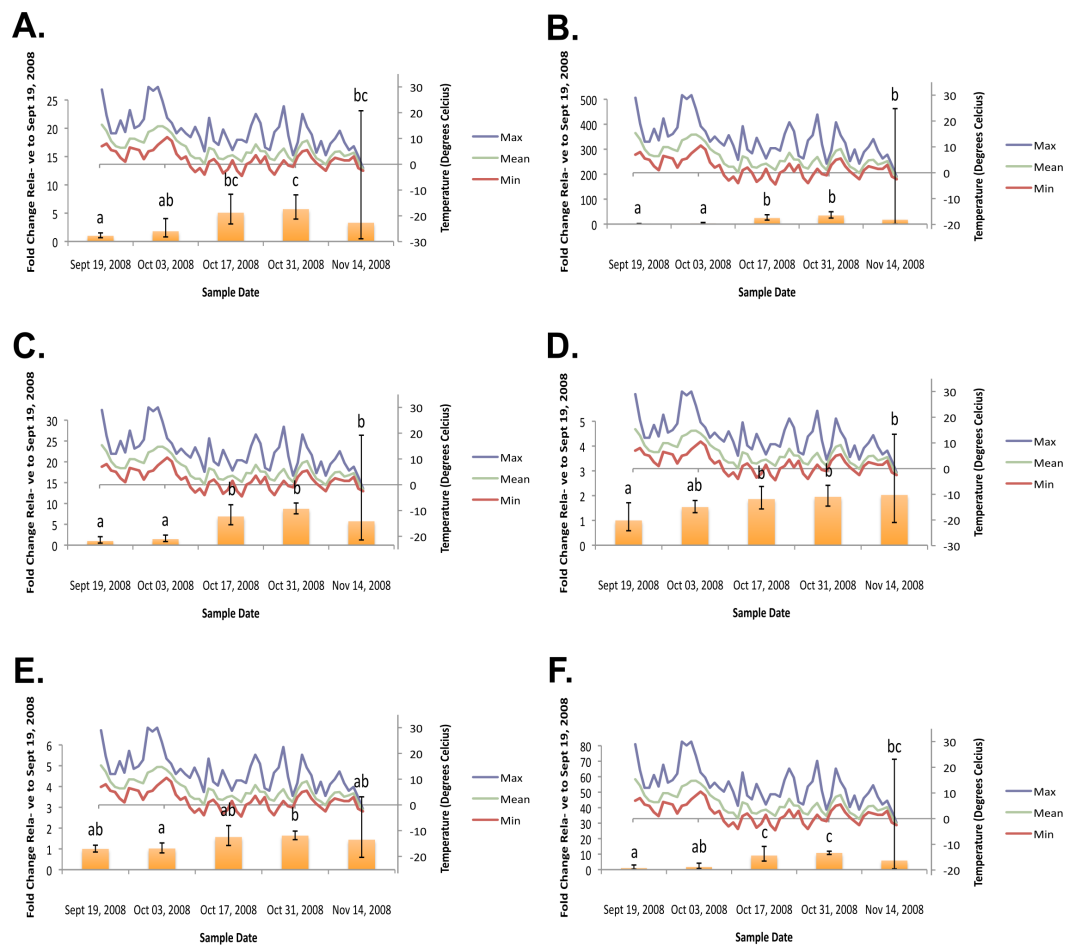 A.
Fold Change Rela- ve to Sept 19, 2008
25
20
15
10
5
0
a
ab
bc
c
bc
30
20
10
0
-10
-20
-30
Temperature (Degrees Celcius)
Max
Mean
Min
Sept 19, 2008 Oct 03, 2008 Oct 17, 2008 Oct 31, 2008 Nov 14, 2008
Sample Date
B.
Fold Change Rela- ve to Sept 19, 2008
500
400
300
200
100
0
a
a
b
b
b
30
20
10
0
-10
-20
Temperature (Degrees Celcius)
Max
Mean
Min
Sept 19, 2008 Oct 03, 2008 Oct 17, 2008 Oct 31, 2008 Nov 14, 2008
Sample Date
C.
Fold Change Rela- ve to Sept 19, 2008
30
25
20
15
10
5
0
a
a
b
b
b
30
20
10
0
-10
-20
Temperature (Degrees Celcius)
Max
Mean
Min
Sept 19, 2008 Oct 03, 2008 Oct 17, 2008 Oct 31, 2008 Nov 14, 2008
Sample Date
D.
Fold Change Rela- ve to Sept 19, 2008
5
4
3
2
1
0
a
ab
b
b
b
30
20
10
0
-10
-20
-30
Temperature (Degrees Celcius)
Max
Mean
Min
Sept 19, 2008 Oct 03, 2008 Oct 17, 2008 Oct 31, 2008 Nov 14, 2008
Sample Date
E.
Fold Change Rela- ve to Sept 19, 2008
6
5
4
3
2
1
0
ab
a
ab
b
ab
30
20
10
0
-10
-20
Temperature (Degrees Celcius)
Max
Mean
Min
Sept 19, 2008 Oct 03, 2008 Oct 17, 2008 Oct 31, 2008 Nov 14, 2008
Sample Date
F.
Fold Change Rela- ve to Sept 19, 2008
80
70
60
50
40
30
20
10
0
a
ab
c
c
bc
30
20
10
0
-10
-20
Temperature (Degrees Celcius)
Max
Mean
Min
Sept 19, 2008 Oct 03, 2008 Oct 17, 2008 Oct 31, 2008 Nov 14, 2008
Sample Date